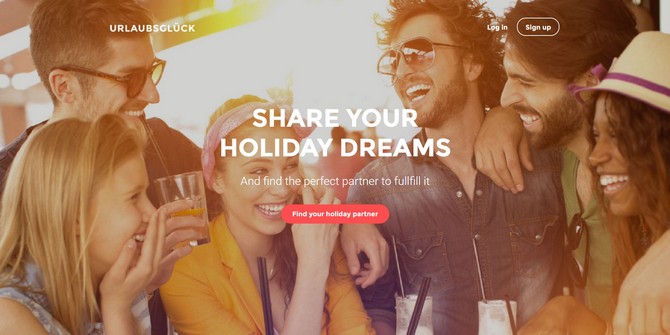 URLAUBSGLÜCK
Log in
Sign up
SHARE YOUR
HOLIDAY DREAMS
And find the perfect partner to fullfill it
Find your holiday partner